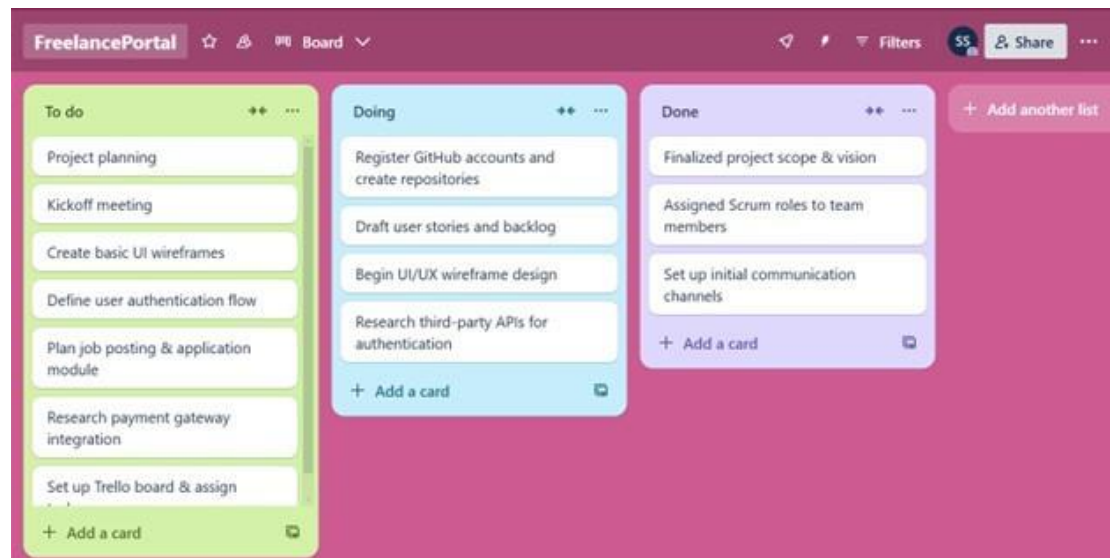 FreelancePortal
Board
Filters
SS
Share
To do
Project planning
Kickoff meeting
Create basic UI wireframes
Define user authentication flow
Plan job posting & application
module
Research payment gateway
integration
Set up Trello board & assign
+ Add a card
Doing
Register GitHub accounts and
create repositories
Draft user stories and backlog
Begin UI/UX wireframe design
Research third-party APIs for
authentication
+ Add a card
Done
Finalized project scope & vision
Assigned Scrum roles to team
members
Set up initial communication
channels
+ Add a card
+ Add another list